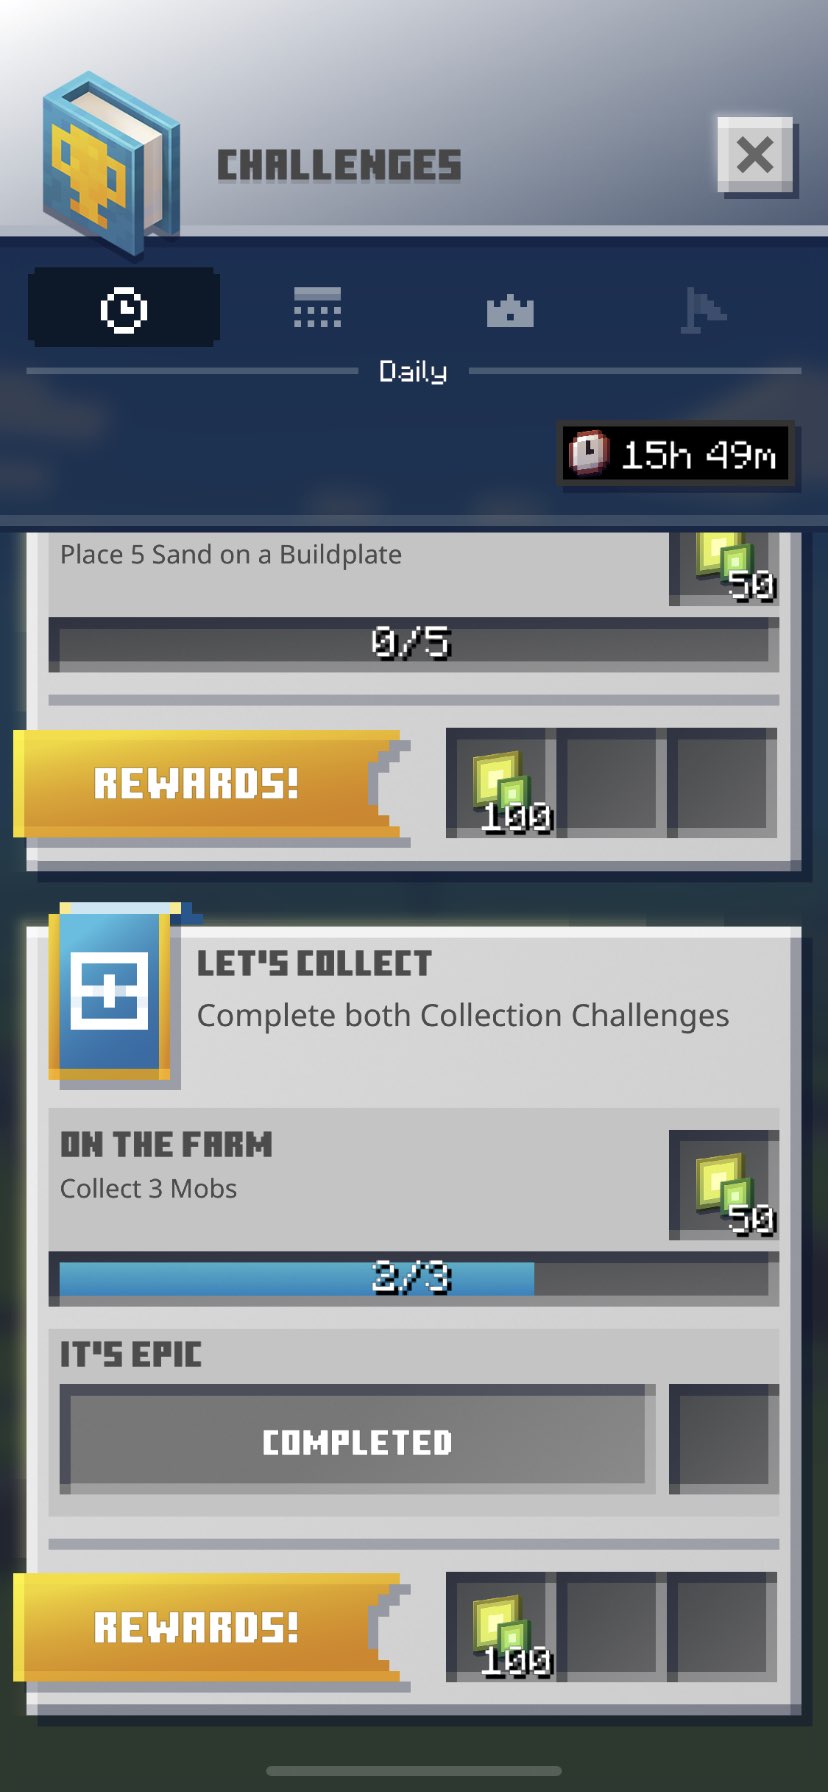 CHALLENGES
Daily
15h 49m
Place 5 Sand on a Buildplate
50
0/5
REWARDS!
100
LET'S COLLECT
Complete both Collection Challenges
ON THE FARM
Collect 3 Mobs
50
2/3
IT'S EPIC
COMPLETED
REWARDS!
100